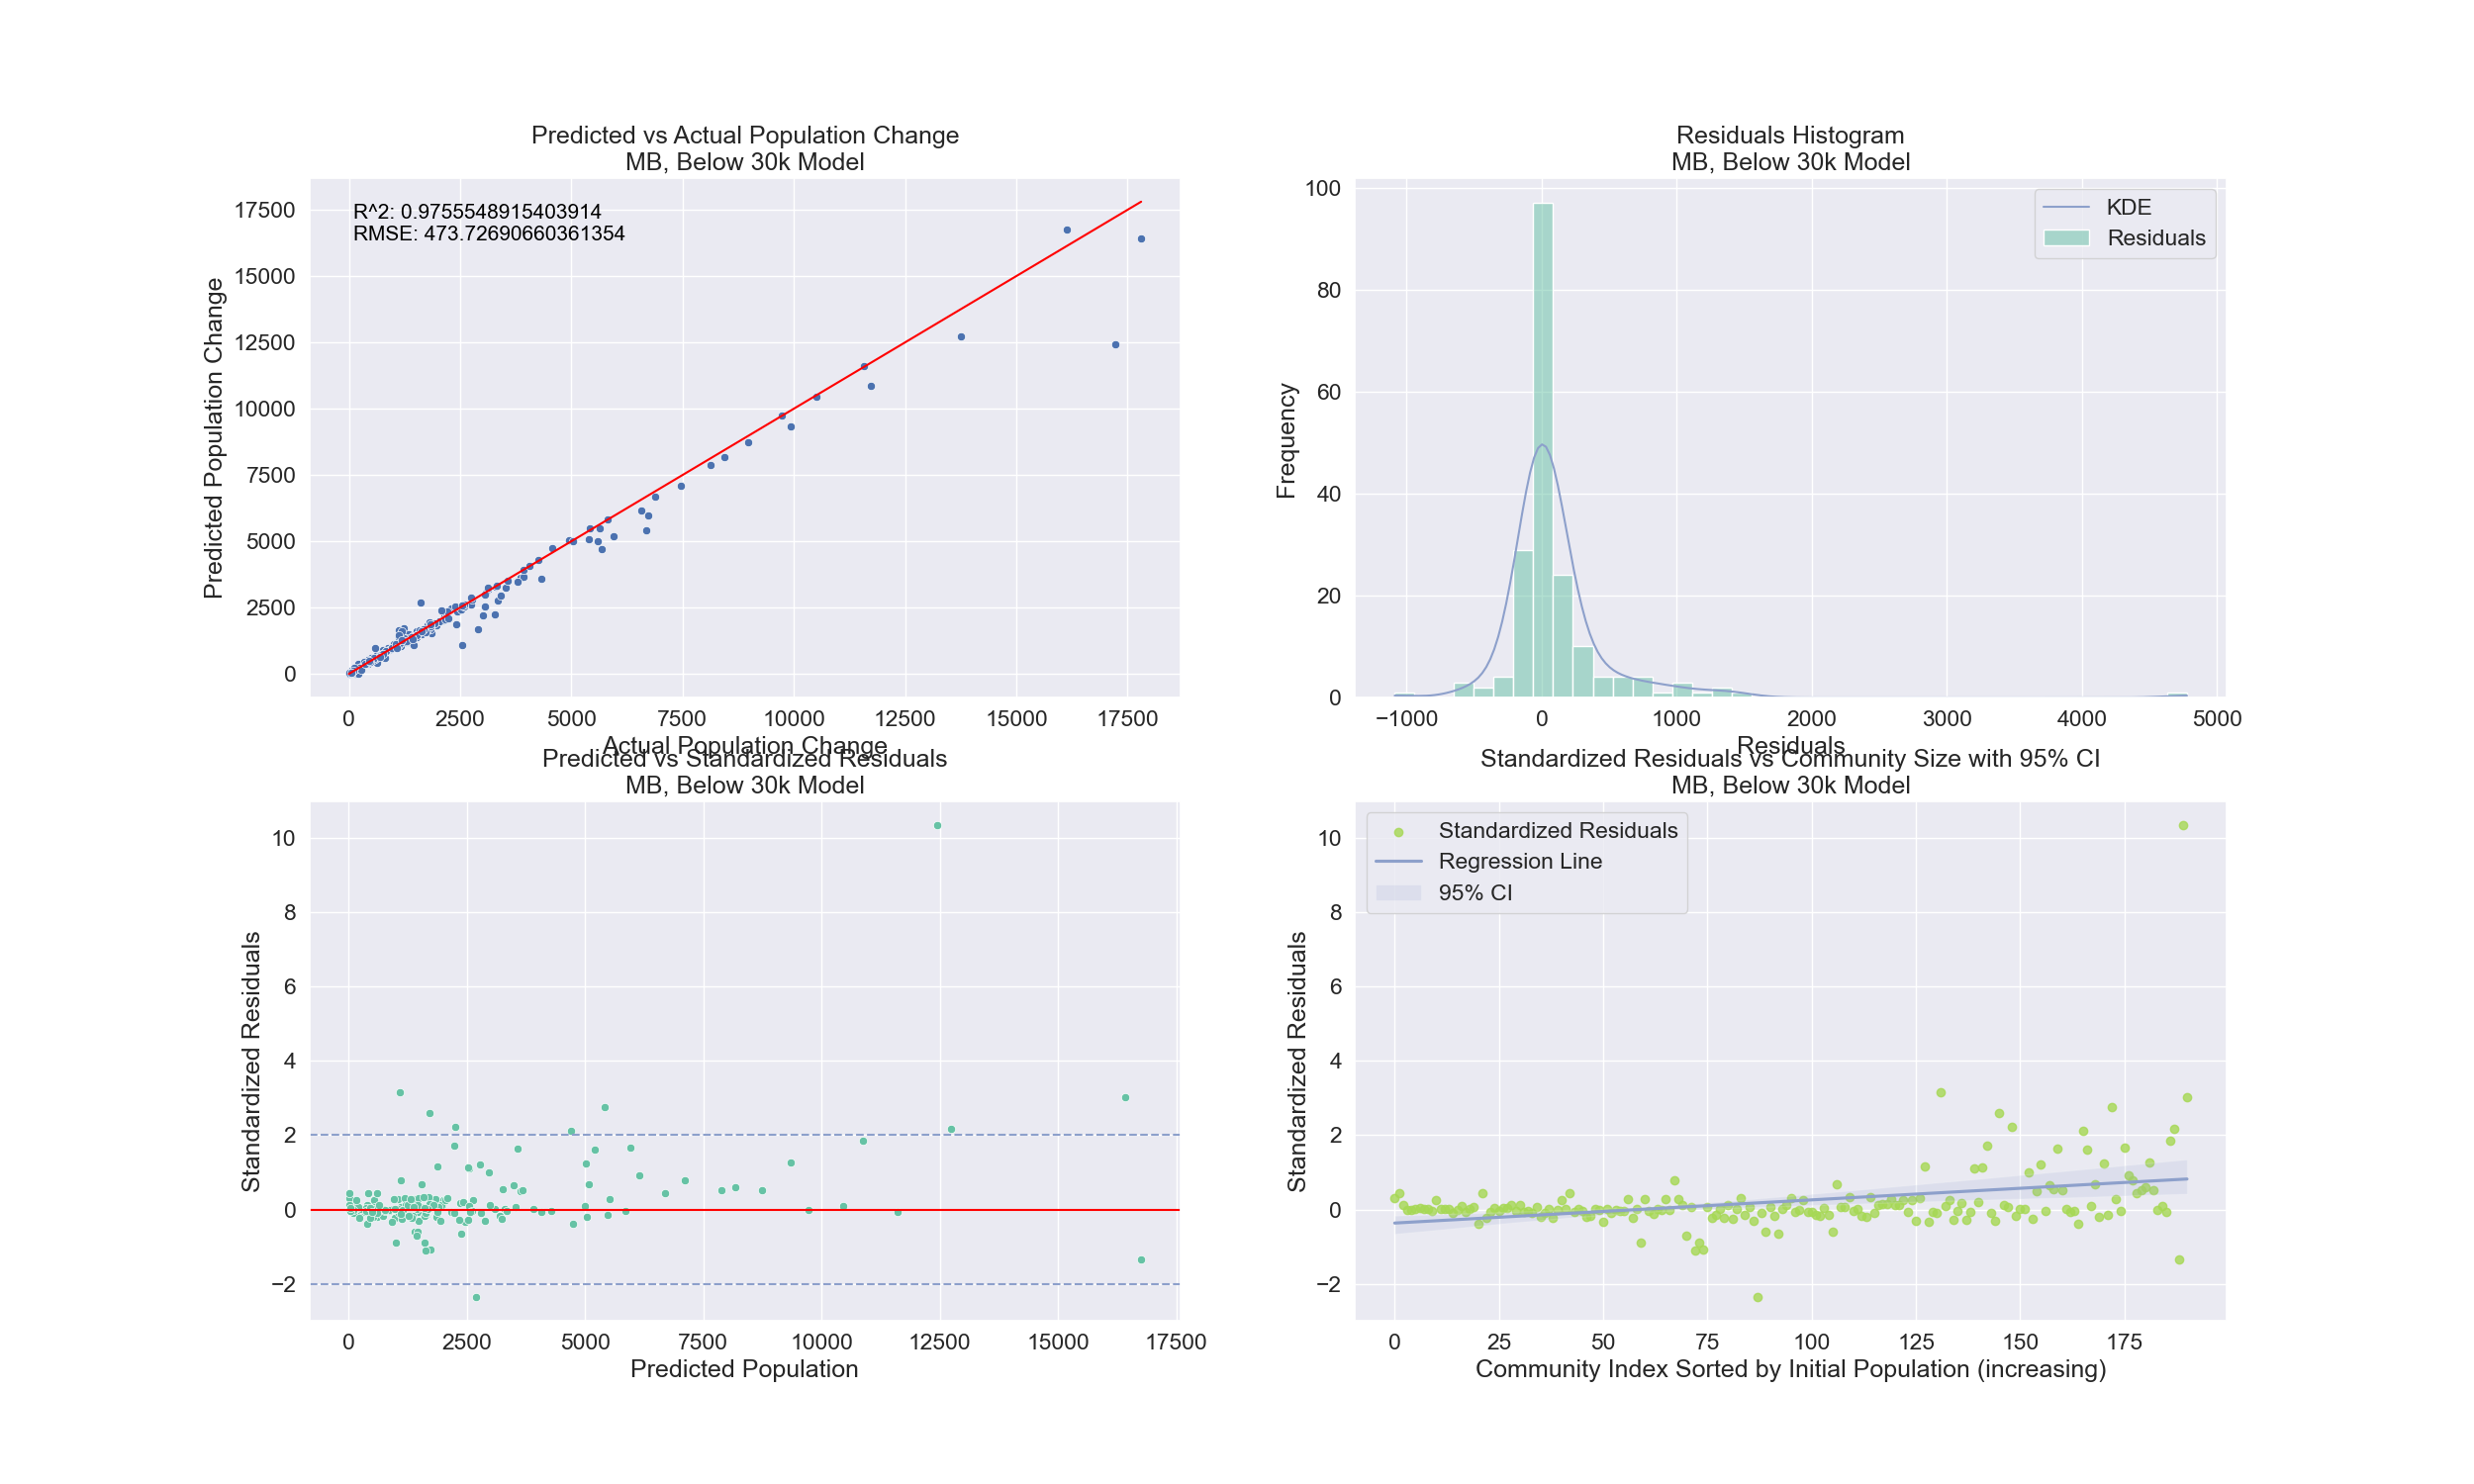 Predicted vs Actual Population Change
MB, Below 30k Model
R^2: 0.9755548915403914
RMSE: 473.72690660361354
17500
15000
12500
10000
7500
5000
2500
0
Predicted Population Change
0 2500 5000 7500 10000 12500 15000 17500
Actual Population Change
Residuals Histogram
MB, Below 30k Model
KDE
Residuals
100
80
60
40
20
0
Frequency
−1000 0 1000 2000 3000 4000 5000
Residuals
Predicted vs Standardized Residuals
MB, Below 30k Model
10
8
6
4
2
0
−2
Standardized Residuals
0 2500 5000 7500 10000 12500 15000 17500
Predicted Population
Standardized Residuals vs Community Size with 95% CI
MB, Below 30k Model
Standardized Residuals
Regression Line
95% CI
10
8
6
4
2
0
−2
Standardized Residuals
0 25 50 75 100 125 150 175
Community Index Sorted by Initial Population (increasing)